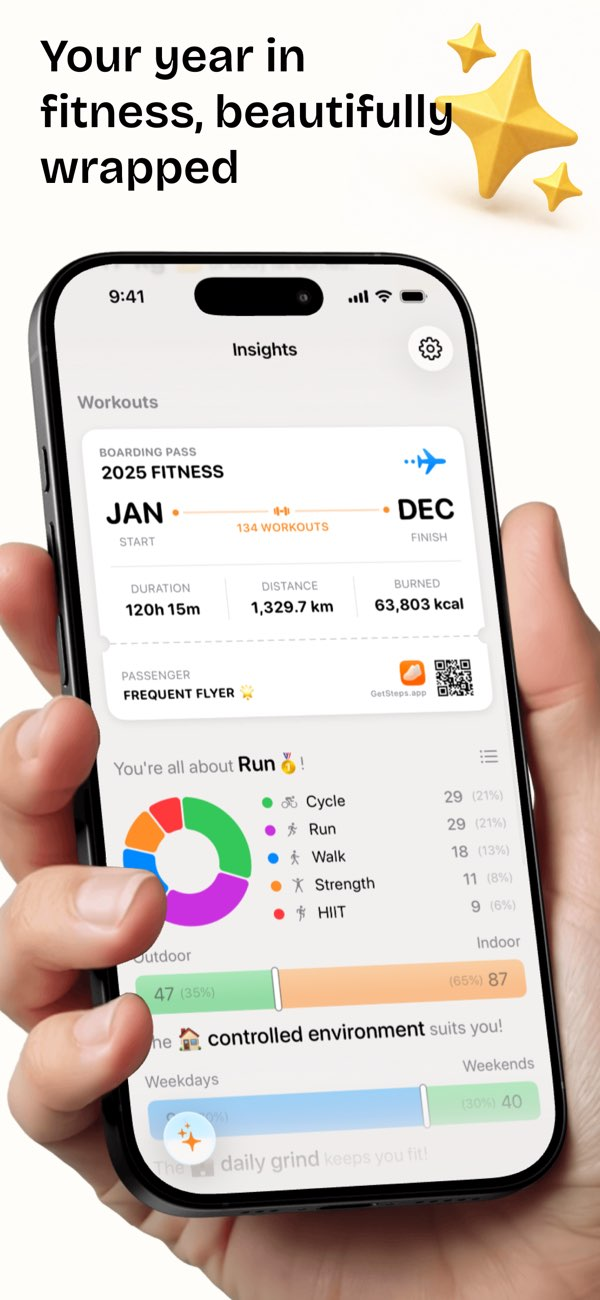 Your year in
fitness, beautifully
wrapped
9:41
Insights
Workouts
BOARDING PASS
2025 FITNESS
JAN
134 WORKOUTS
DEC
START
FINISH
DURATION
DISTANCE
BURNED
120h 15m
1,329.7 km
63,803 kcal
PASSENGER
FREQUENT FLYER
GetSteps.app
You're all about Run 🥇!
Cycle 29 (21%)
Run 29 (21%)
Walk 18 (13%)
Strength 11 (8%)
HIIT 9 (6%)
Outdoor Indoor
47 (35%) (65%) 87
he 🏠 controlled environment suits you!
Weekdays Weekends
(30%) 40
The daily grind keeps you fit!